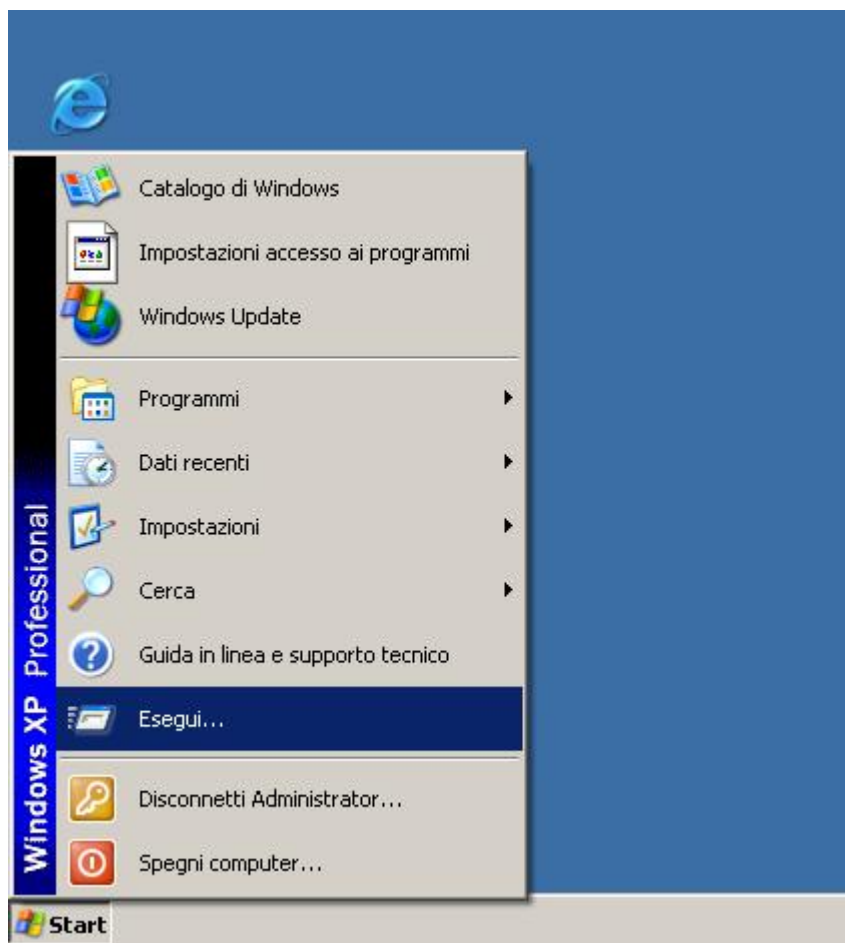 Catalogo di Windows
Impostazioni accesso ai programmi
Windows Update
Programmi
Dati recenti
Impostazioni
Cerca
Guida in linea e supporto tecnico
Esegui...
Disconnetti Administrator...
Spegni computer...
Windows XP Professional
Start